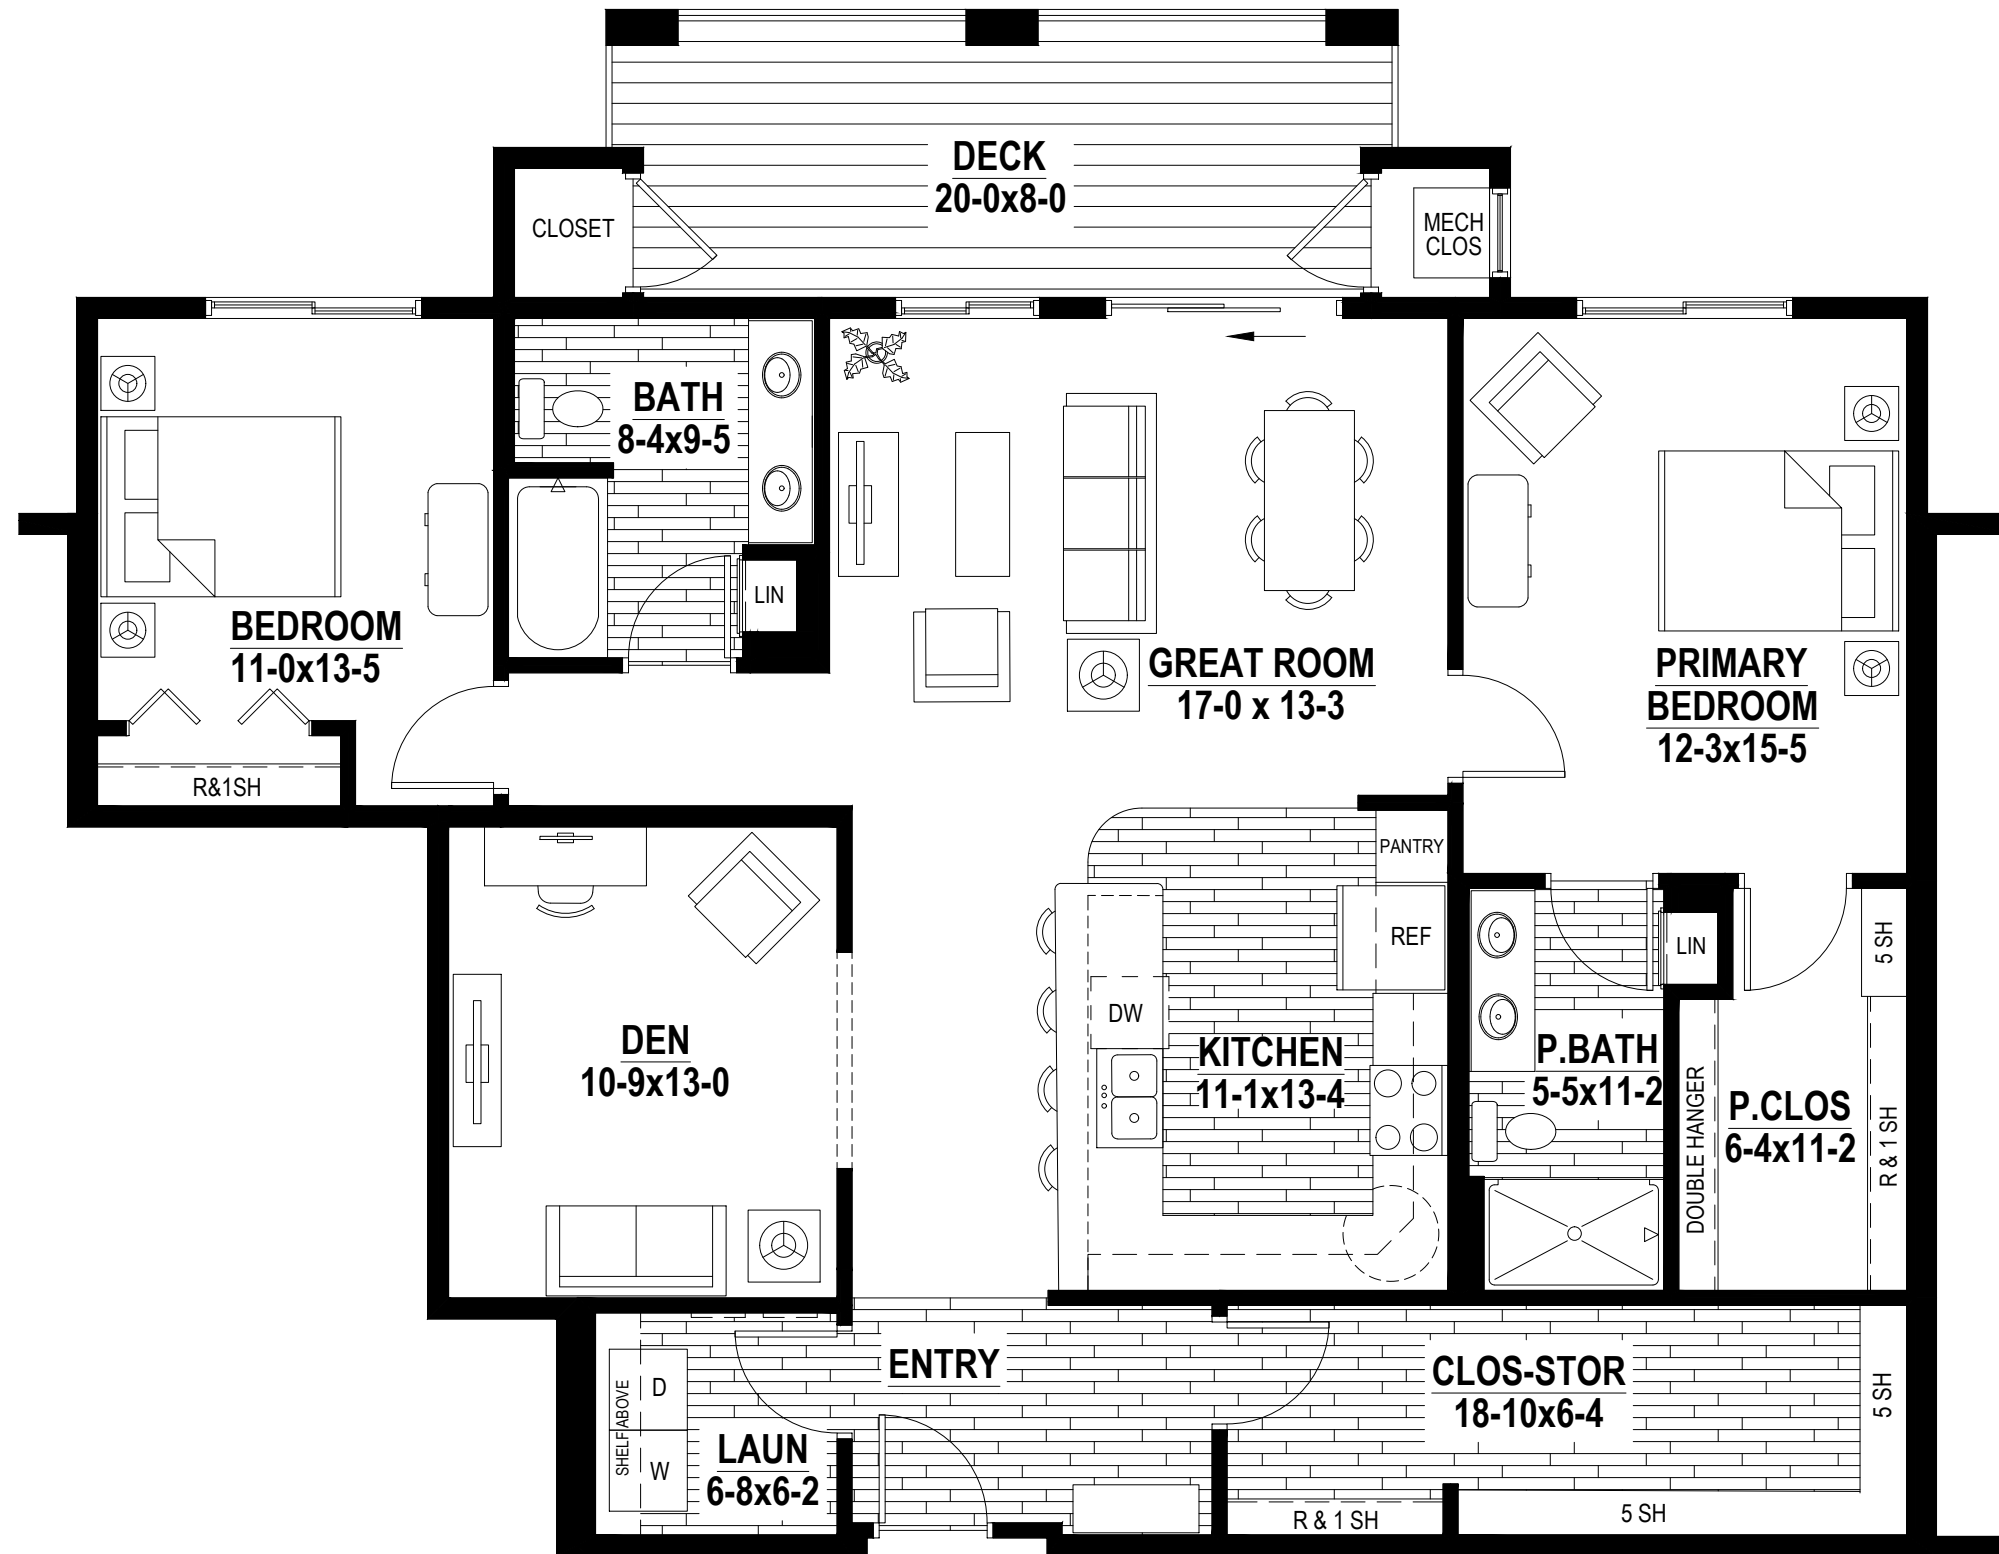 DECK
20-0x8-0
CLOSET
MECH
CLOS
BATH
8-4x9-5
LIN
BEDROOM
11-0x13-5
R&1SH
GREAT ROOM
17-0 x 13-3
PRIMARY
BEDROOM
12-3x15-5
PANTRY
REF
DW
KITCHEN
11-1x13-4
DEN
10-9x13-0
LIN
5 SH
P.BATH
5-5x11-2
DOUBLE HANGER
P.CLOS
6-4x11-2
R & 1 SH
ENTRY
CLOS-STOR
18-10x6-4
5 SH
SHELF ABOVE
D
W
LAUN
6-8x6-2
R & 1 SH
5 SH